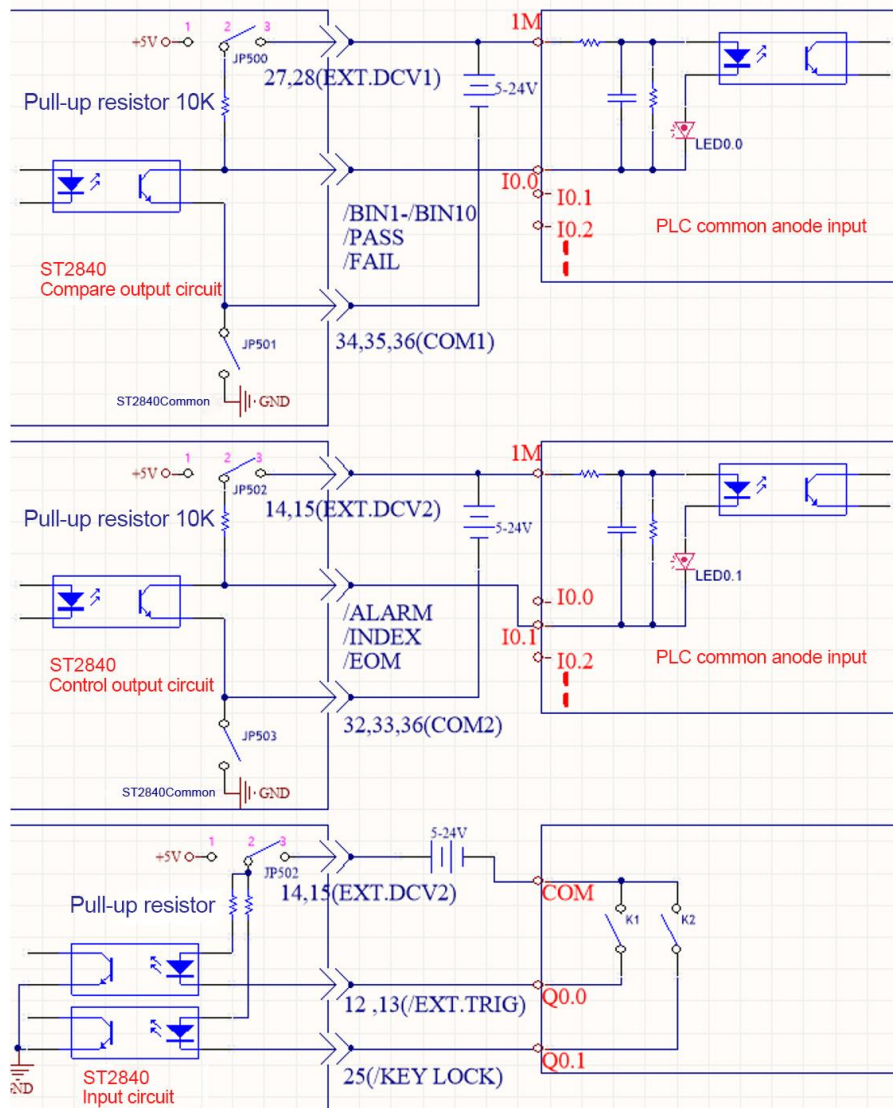 1 2 3 1M
+5V
JP500
27,28(EXT.DCV1)
5-24V
Pull-up resistor 10K
LED0.0
I0.0
I0.1
/BIN1-/BIN10
/PASS
/FAIL
I0.2
PLC common anode input
ST2840
Compare output circuit
34,35,36(COM1)
JP501
ST2840Common
GND
1 2 3 1M
+5V
JP502
14,15(EXT.DCV2)
5-24V
Pull-up resistor 10K
LED0.1
I0.0
/ALARM
/INDEX
/EOM
I0.1
I0.2
PLC common anode input
ST2840
Control output circuit
32,33,36(COM2)
JP503
ST2840Common
GND
1 2 3
5-24V
+5V
JP502
14,15(EXT.DCV2)
COM
Pull-up resistor
K1 K2
12 ,13(/EXT.TRIG)
Q0.0
Q0.1
25(/KEY LOCK)
ST2840
Input circuit